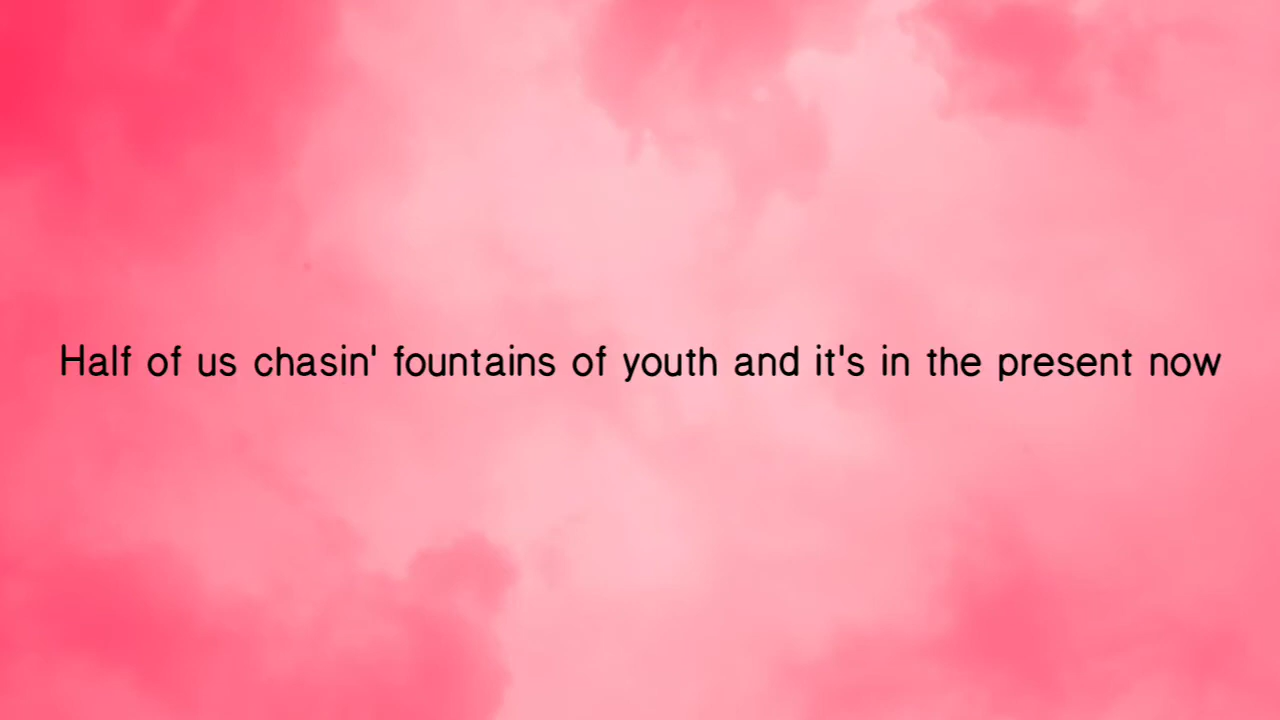 Half of us chasin' fountains of youth and it's in the present now